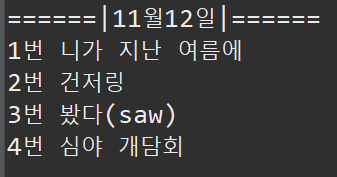 ======|11월12일|======
1번 니가 지난 여름에
2번 건저링
3번 봤다(saw)
4번 심야 개담회